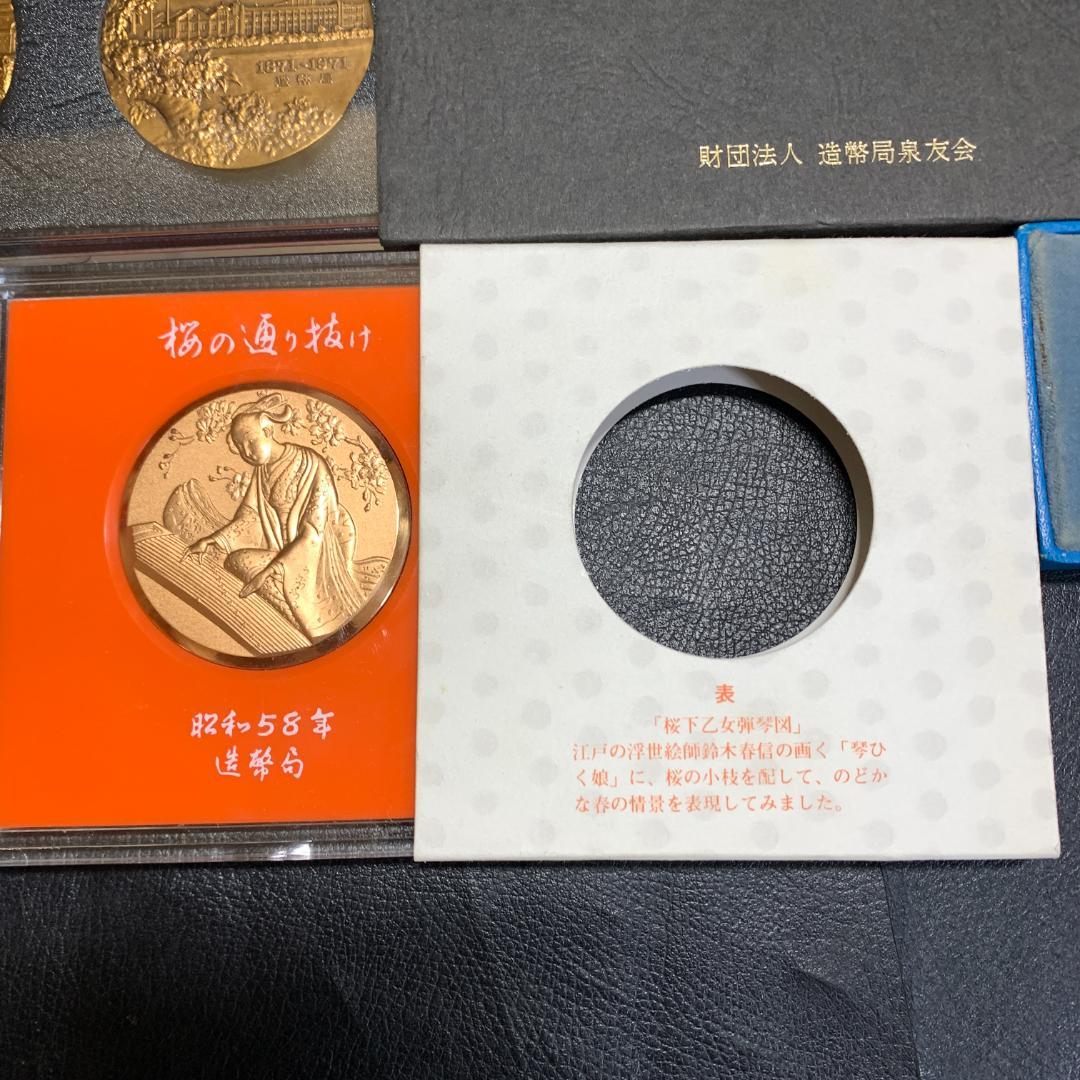 1871-1971
造幣局
財団法人 造幣局泉友会
桜の通り抜け
昭和58年
造幣局
表
「桜下乙女弾琴図」
江戸の浮世絵師鈴木春信の画く「琴ひ
く娘」に、桜の小枝を配して、のどか
な春の情景を表現してみました。